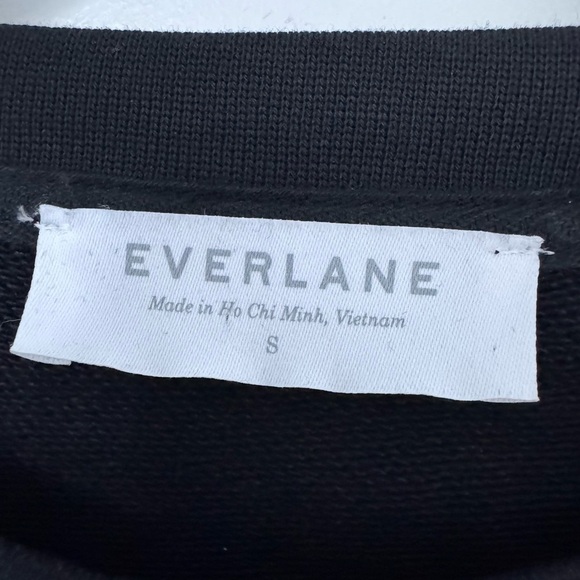 EVERLANE
Made in Ho Chi Minh, Vietnam
S